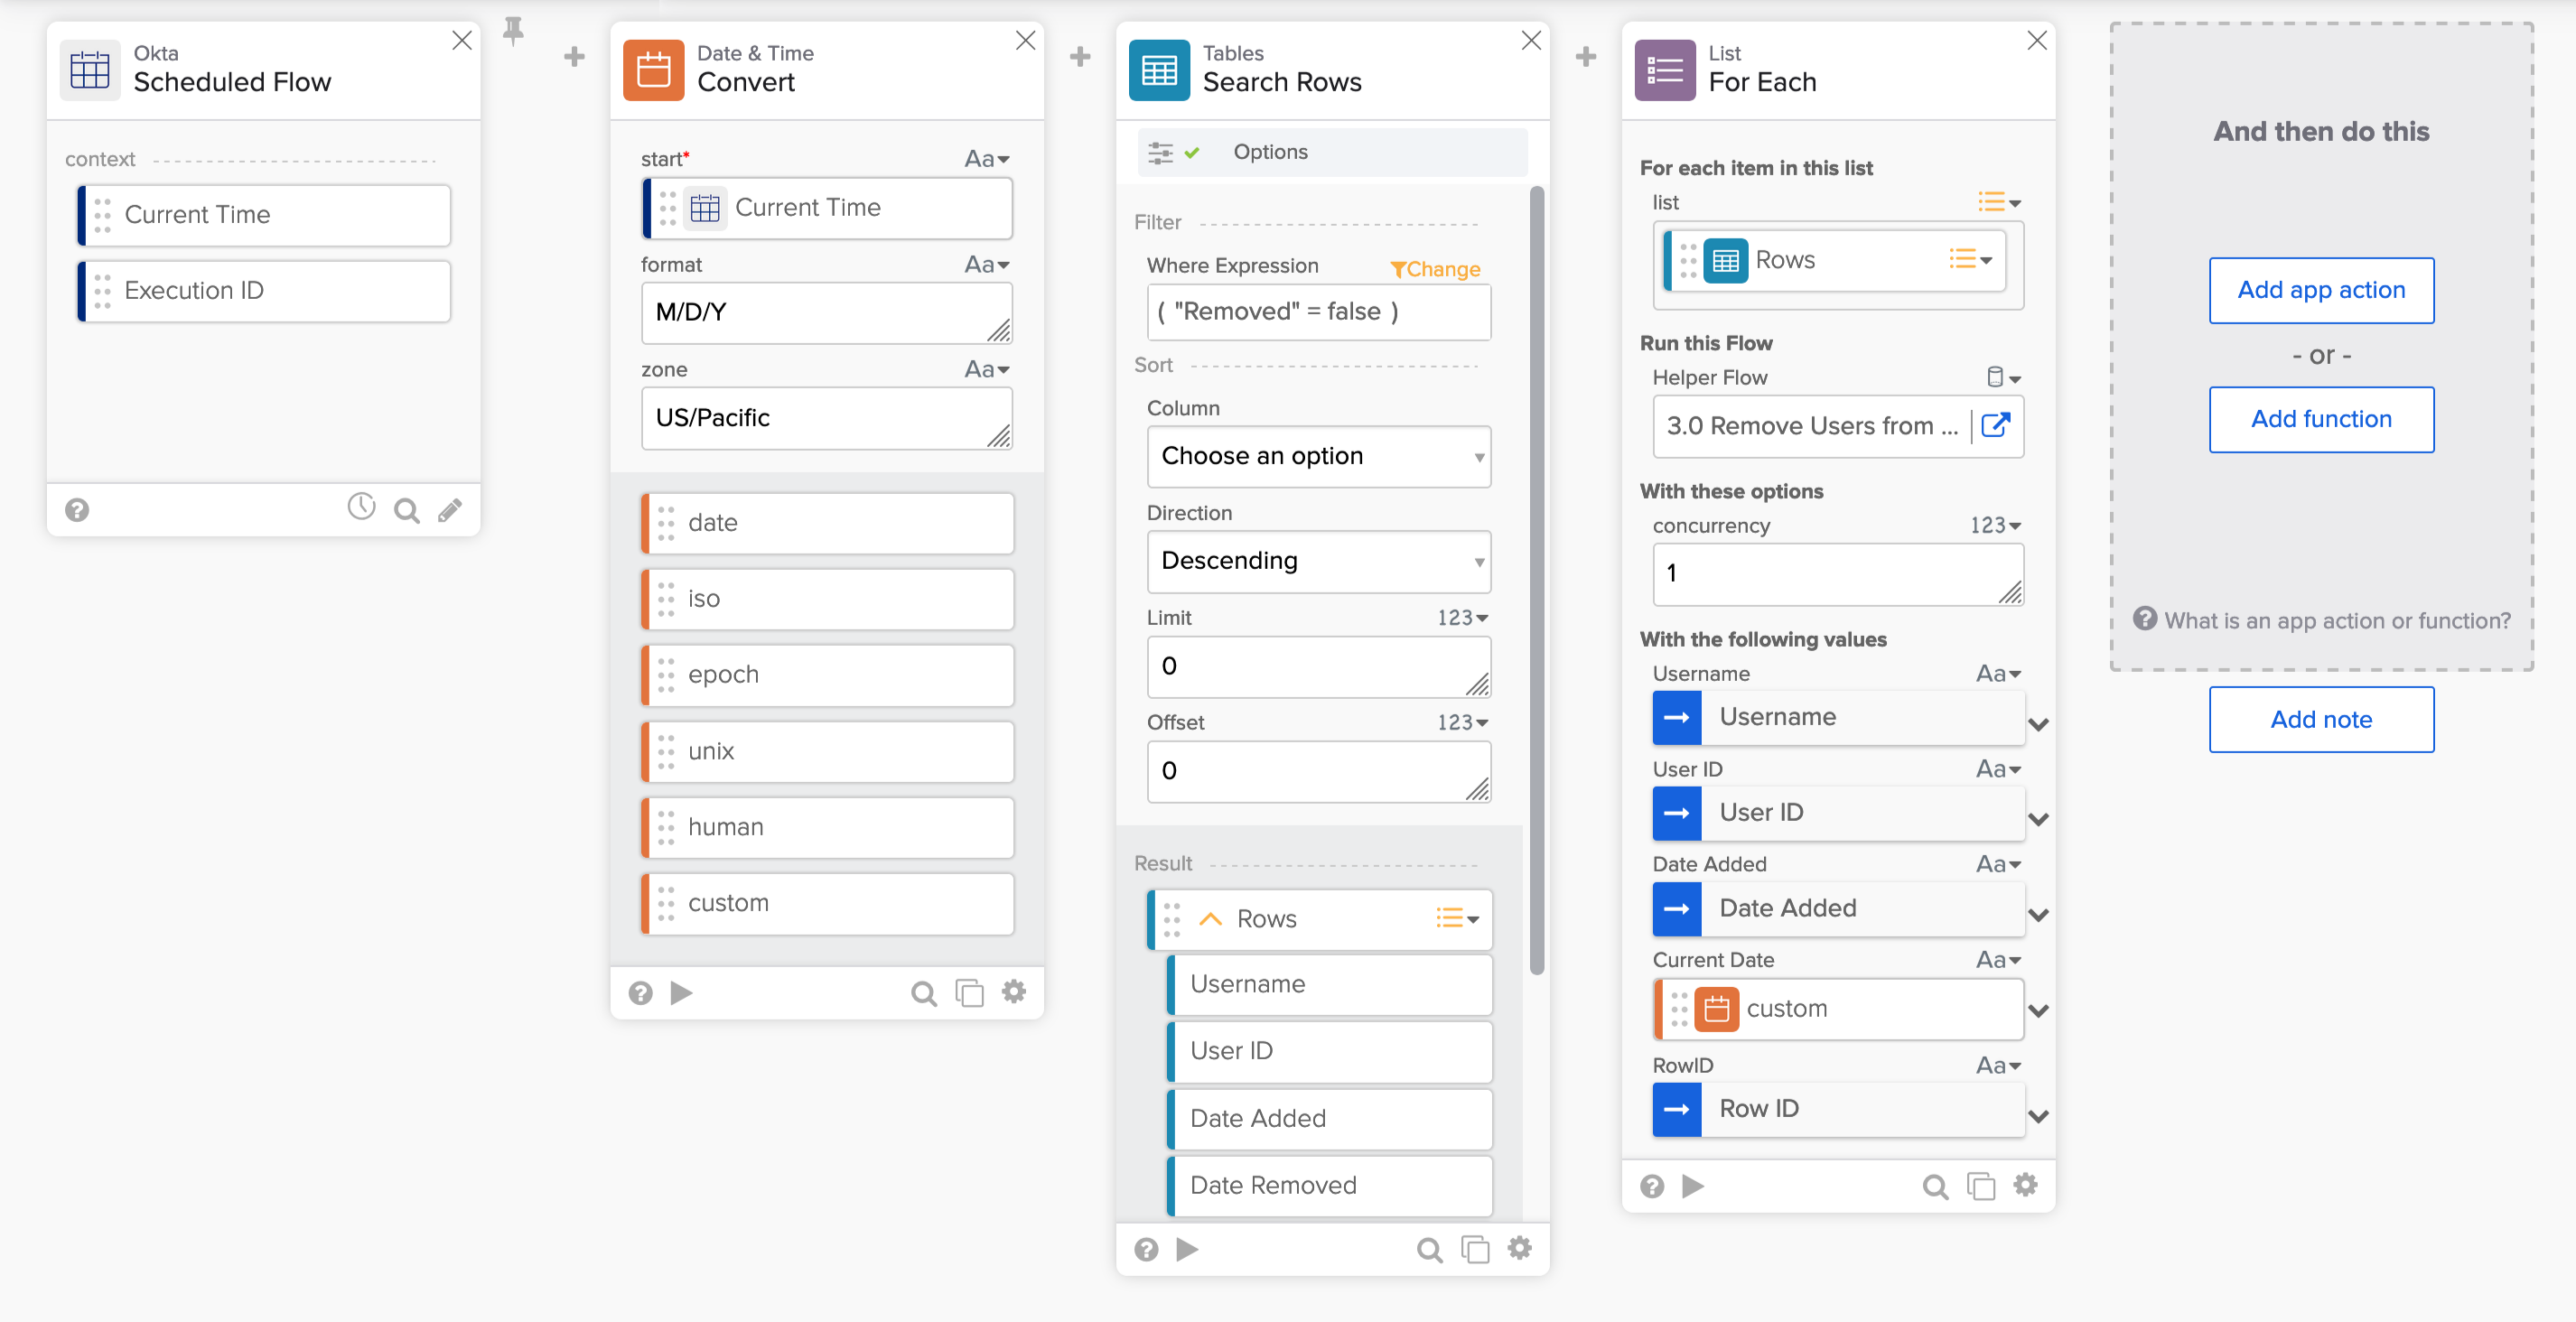 Okta
Scheduled Flow
context
Current Time
Execution ID
Date & Time
Convert
start*
Aa
Current Time
format
Aa
M/D/Y
zone
Aa
US/Pacific
date
iso
epoch
unix
human
custom
Tables
Search Rows
Options
Filter
Where Expression
Change
( "Removed" = false )
Sort
Column
Choose an option
Direction
Descending
Limit
123
0
Offset
123
0
Result
Rows
Username
User ID
Date Added
Date Removed
List
For Each
For each item in this list
list
Rows
Run this Flow
Helper Flow
3.0 Remove Users from ...
With these options
concurrency
123
1
With the following values
Username
Aa
Username
User ID
Aa
User ID
Date Added
Aa
Date Added
Current Date
Aa
custom
RowID
Aa
Row ID
And then do this
Add app action
- or -
Add function
What is an app action or function?
Add note